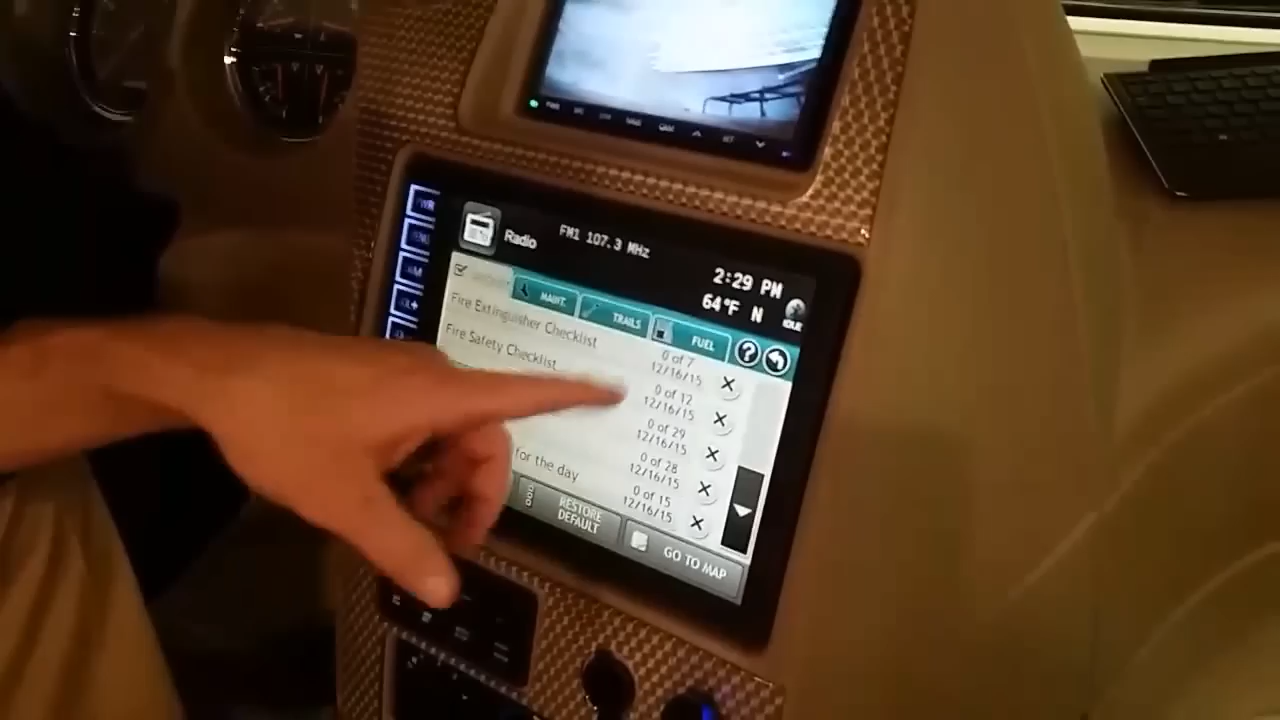 PWR
Radio
FM1 107.3 MHz
2:29 PM
64°F N
MAINT.
TRAILS
FUEL
?
Fire Extinguisher Checklist
0 of 7
12/16/15
Fire Safety Checklist
0 of 12
12/16/15
0 of 29
12/16/15
0 of 28
12/16/15
for the day
0 of 15
12/16/15
RESTORE
DEFAULT
GO TO MAP